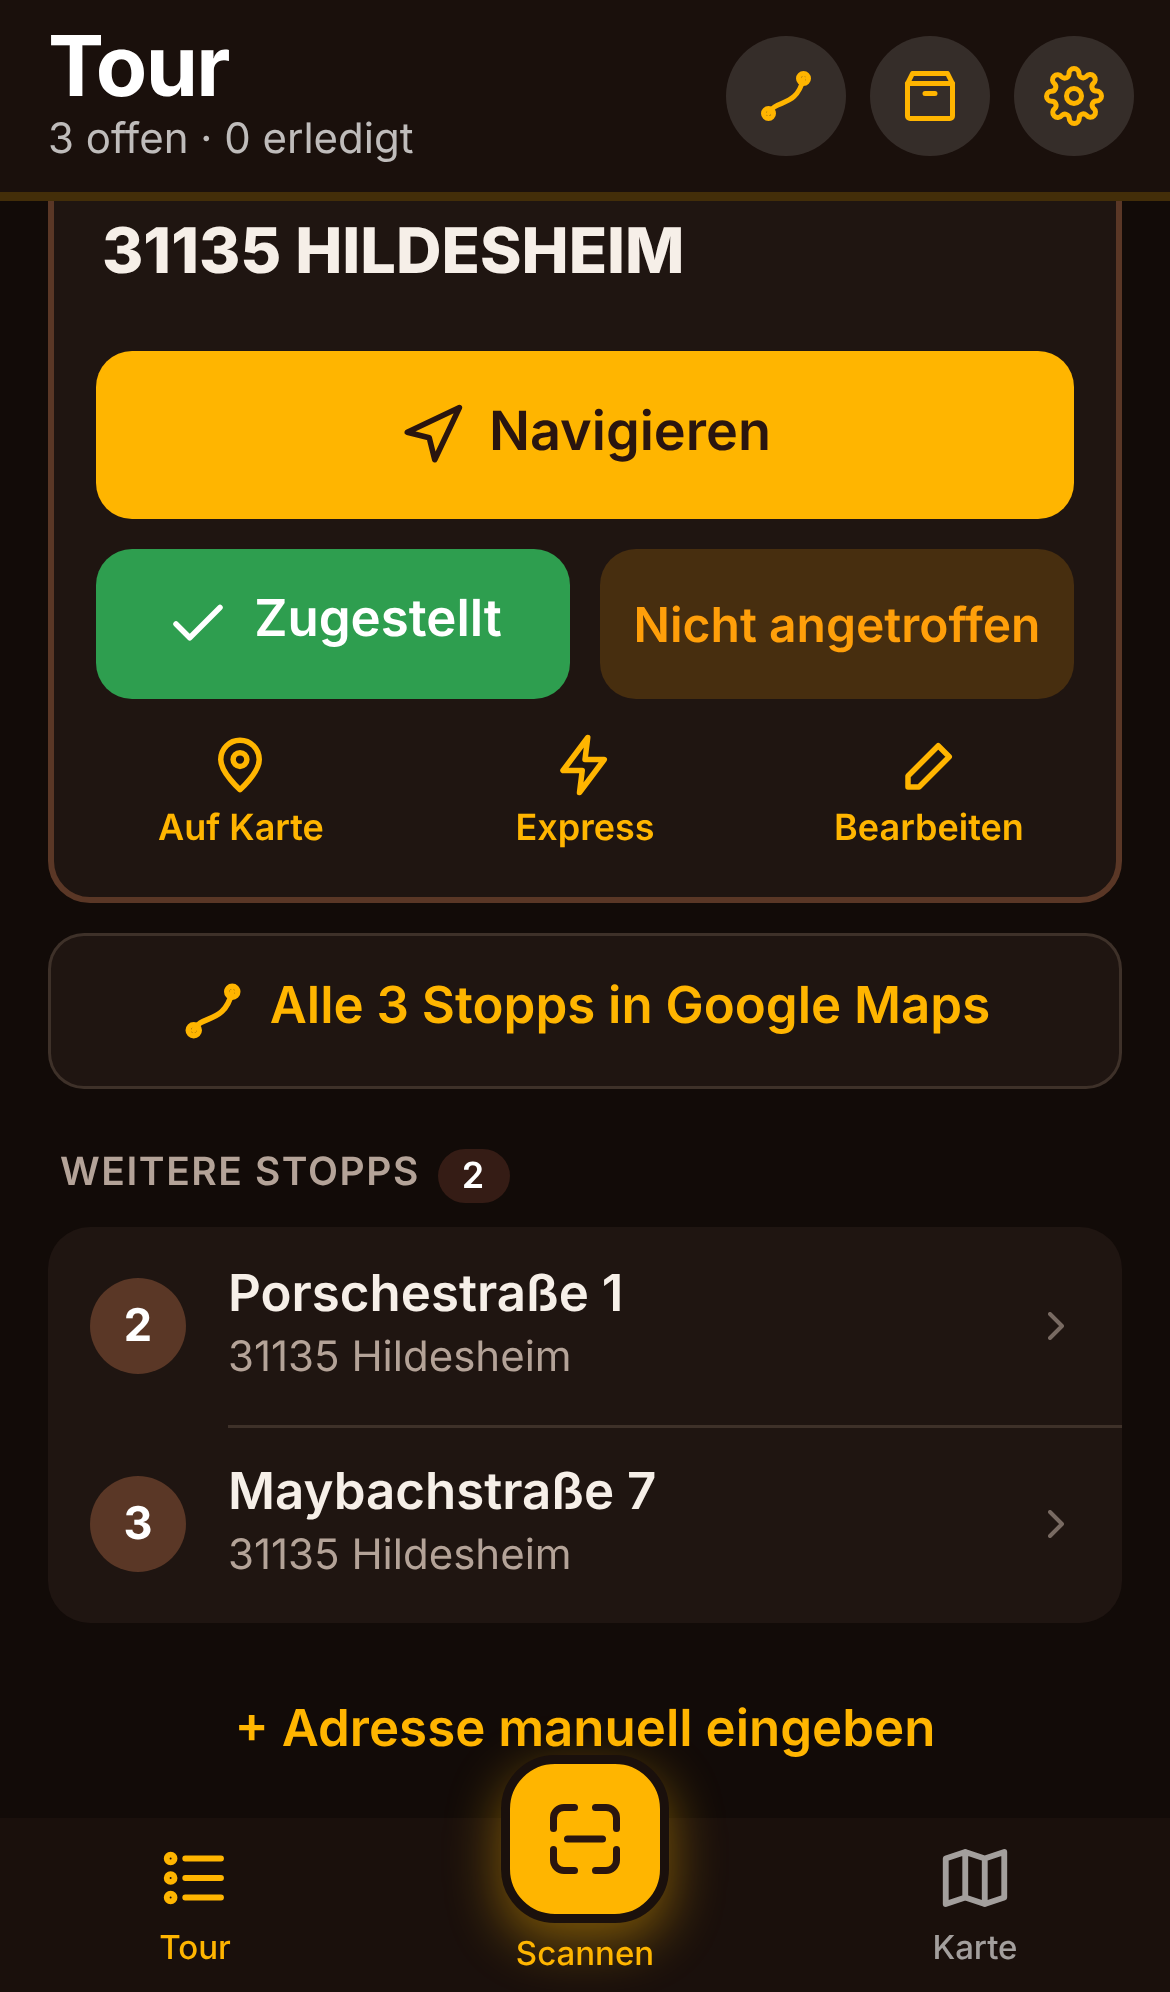 Tour
3 offen · 0 erledigt
31135 HILDESHEIM
Navigieren
Zugestellt
Nicht angetroffen
Auf Karte
Express
Bearbeiten
Alle 3 Stopps in Google Maps
WEITERE STOPPS 2
2
Porschestraße 1
31135 Hildesheim
3
Maybachstraße 7
31135 Hildesheim
+ Adresse manuell eingeben
Tour
Scannen
Karte